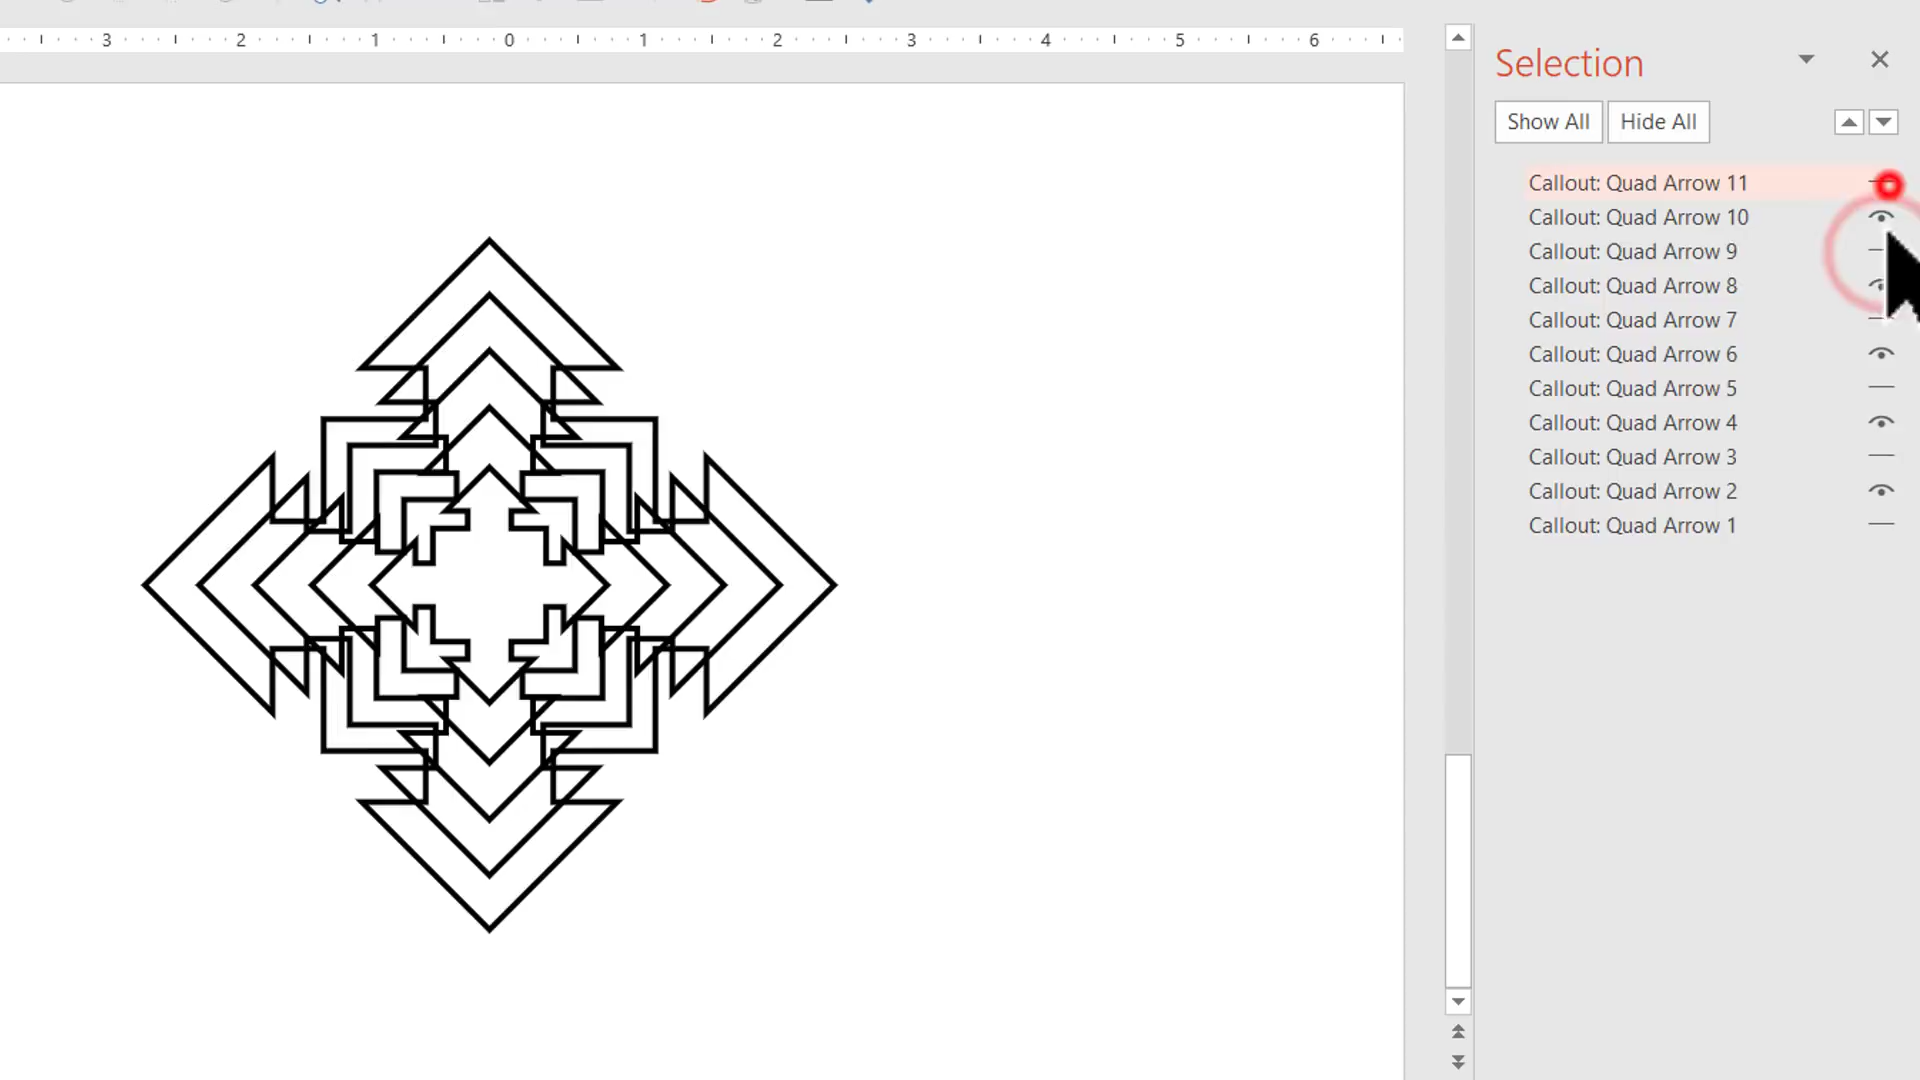 3 2 1 0 1 2 3 4 5 6
Selection
Show All Hide All
Callout: Quad Arrow 11
Callout: Quad Arrow 10
Callout: Quad Arrow 9
Callout: Quad Arrow 8
Callout: Quad Arrow 7
Callout: Quad Arrow 6
Callout: Quad Arrow 5
Callout: Quad Arrow 4
Callout: Quad Arrow 3
Callout: Quad Arrow 2
Callout: Quad Arrow 1